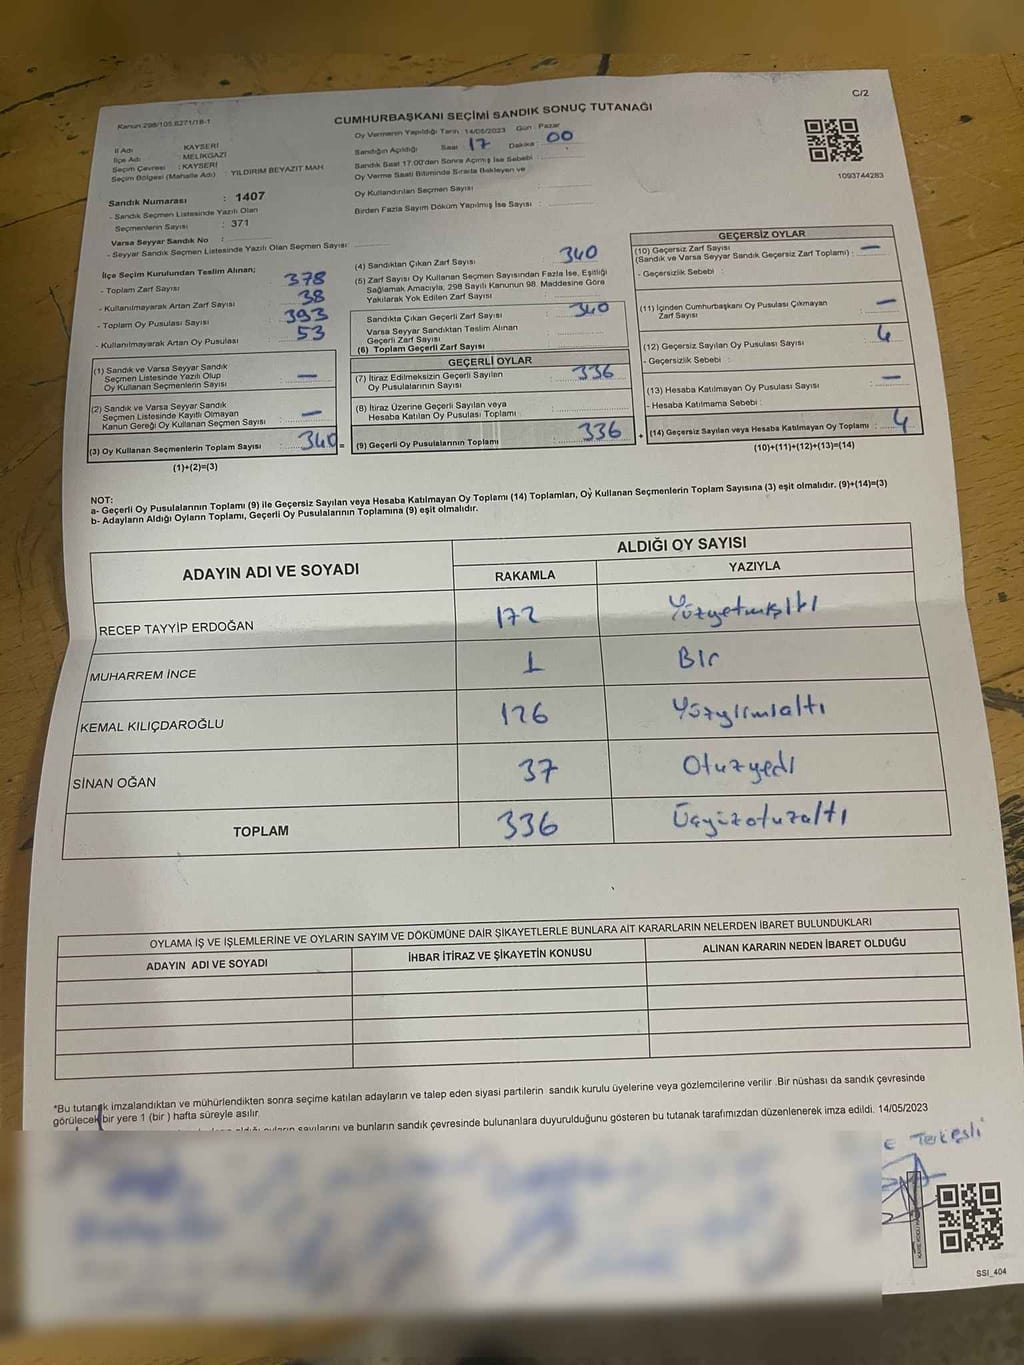 C/2
Kanun:298/105.6271/18-1
CUMHURBAŞKANI SEÇİMİ SANDIK SONUÇ TUTANAĞI
İl Adı : KAYSERİ
İlçe Adı : MELİKGAZİ
Seçim Çevresi : KAYSERİ
Seçim Bölgesi (Mahalle Adı) : YILDIRIM BEYAZIT MAH
Oy Vermenin Yapıldığı Tarih: 14/05/2023 Gün: Pazar
Sandığın Açıldığı Saat: 17 Dakika: 00
Sandık Saat 17.00'den Sonra Açılmış İse Sebebi :
Oy Verme Saati Bitiminde Sırada Bekleyen ve
Oy Kullandırılan Seçmen Sayısı :
Birden Fazla Sayım Döküm Yapılmış İse Sayısı :
1093744283
Sandık Numarası : 1407
- Sandık Seçmen Listesinde Yazılı Olan
Seçmenlerin Sayısı : 371
Varsa Seyyar Sandık No :
- Seyyar Sandık Seçmen Listesinde Yazılı Olan Seçmen Sayısı:
İlçe Seçim Kurulundan Teslim Alınan;
- Toplam Zarf Sayısı : 378
- Kullanılmayarak Artan Zarf Sayısı : 38
- Toplam Oy Pusulası Sayısı : 393
- Kullanılmayarak Artan Oy Pusulası : 53
(1) Sandık ve Varsa Seyyar Sandık
Seçmen Listesinde Yazılı Olup
Oy Kullanan Seçmenlerin Sayısı : —
(2) Sandık ve Varsa Seyyar Sandık
Seçmen Listesinde Kayıtlı Olmayan
Kanun Gereği Oy Kullanan Seçmen Sayısı : —
(3) Oy Kullanan Seçmenlerin Toplam Sayısı : 340 =
(1)+(2)=(3)
(4) Sandıktan Çıkan Zarf Sayısı : 340
(5) Zarf Sayısı Oy Kullanan Seçmen Sayısından Fazla İse, Eşitliği
Sağlamak Amacıyla, 298 Sayılı Kanunun 98. Maddesine Göre
Yakılarak Yok Edilen Zarf Sayısı :
Sandıkta Çıkan Geçerli Zarf Sayısı : 340
Varsa Seyyar Sandıktan Teslim Alınan
Geçerli Zarf Sayısı :
(6) Toplam Geçerli Zarf Sayısı :
GEÇERLİ OYLAR
(7) İtiraz Edilmeksizin Geçerli Sayılan
Oy Pusulalarının Sayısı : 336
(8) İtiraz Üzerine Geçerli Sayılan veya
Hesaba Katılan Oy Pusulası Toplamı :
(9) Geçerli Oy Pusulalarının Toplamı : 336 +
GEÇERSİZ OYLAR
(10) Geçersiz Zarf Sayısı
(Sandık ve Varsa Seyyar Sandık Geçersiz Zarf Toplamı) : —
- Geçersizlik Sebebi :
(11) İçinden Cumhurbaşkanı Oy Pusulası Çıkmayan
Zarf Sayısı : —
(12) Geçersiz Sayılan Oy Pusulası Sayısı : 4
- Geçersizlik Sebebi :
(13) Hesaba Katılmayan Oy Pusulası Sayısı : —
- Hesaba Katılmama Sebebi :
(14) Geçersiz Sayılan veya Hesaba Katılmayan Oy Toplamı : 4
(10)+(11)+(12)+(13)=(14)
NOT:
a- Geçerli Oy Pusulalarının Toplamı (9) ile Geçersiz Sayılan veya Hesaba Katılmayan Oy Toplamı (14) Toplamları, Oy Kullanan Seçmenlerin Toplam Sayısına (3) eşit olmalıdır. (9)+(14)=(3)
b- Adayların Aldığı Oyların Toplamı, Geçerli Oy Pusulalarının Toplamına (9) eşit olmalıdır.
ADAYIN ADI VE SOYADI
ALDIĞI OY SAYISI
RAKAMLA YAZIYLA
RECEP TAYYİP ERDOĞAN 172 Yüzyetmişiki
MUHARREM İNCE 1 Bir
KEMAL KILIÇDAROĞLU 126 Yüzyirmialtı
SİNAN OĞAN 37 Otuzyedi
TOPLAM 336 Üçyüzotuzaltı
OYLAMA İŞ VE İŞLEMLERİNE VE OYLARIN SAYIM VE DÖKÜMÜNE DAİR ŞİKAYETLERLE BUNLARA AİT KARARLARIN NELERDEN İBARET BULUNDUKLARI
ADAYIN ADI VE SOYADI İHBAR İTİRAZ VE ŞİKAYETİN KONUSU ALINAN KARARIN NEDEN İBARET OLDUĞU
*Bu tutanak imzalandıktan ve mühürlendikten sonra seçime katılan adayların ve talep eden siyasi partilerin sandık kurulu üyelerine veya gözlemcilerine verilir .Bir nüshası da sandık çevresinde
görülecek bir yere 1 (bir ) hafta süreyle asılır.
sayılarını ve bunların sandık çevresinde bulunanlara duyurulduğunu gösteren bu tutanak tarafımızdan düzenlenerek imza edildi. 14/05/2023
SSI_404